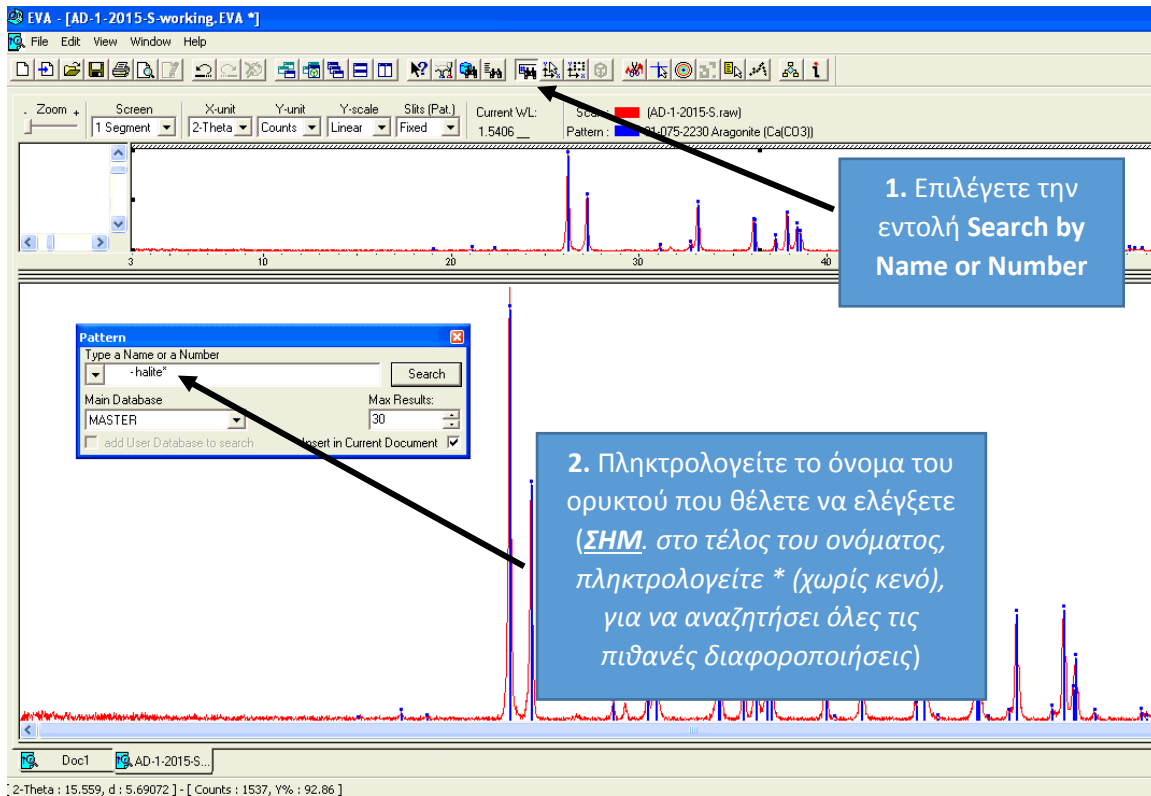 EVA - [AD-1-2015-S-working.EVA *]
File Edit View Window Help
- Zoom + Screen X-unit Y-unit Y-scale Slits (Pat.) Current WL: (AD-1-2015-S.raw)
1 Segment 2-Theta Counts Linear Fixed 1.5406 Pattern : 01-075-2230 Aragonite (Ca(CO3))
3 10 20 30 40
1. Επιλέγετε την
εντολή Search by
Name or Number
Pattern
Type a Name or a Number
- halite*
Search
Main Database Max Results:
MASTER 30
add User Database to search Insert in Current Document
2. Πληκτρολογείτε το όνομα του
ορυκτού που θέλετε να ελέγξετε
(ΣΗΜ. στο τέλος του ονόματος,
πληκτρολογείτε * (χωρίς κενό),
για να αναζητήσει όλες τις
πιθανές διαφοροποιήσεις)
Doc1 AD-1-2015-S...
[ 2-Theta : 15.559, d : 5.69072 ] - [ Counts : 1537, Y% : 92.86 ]